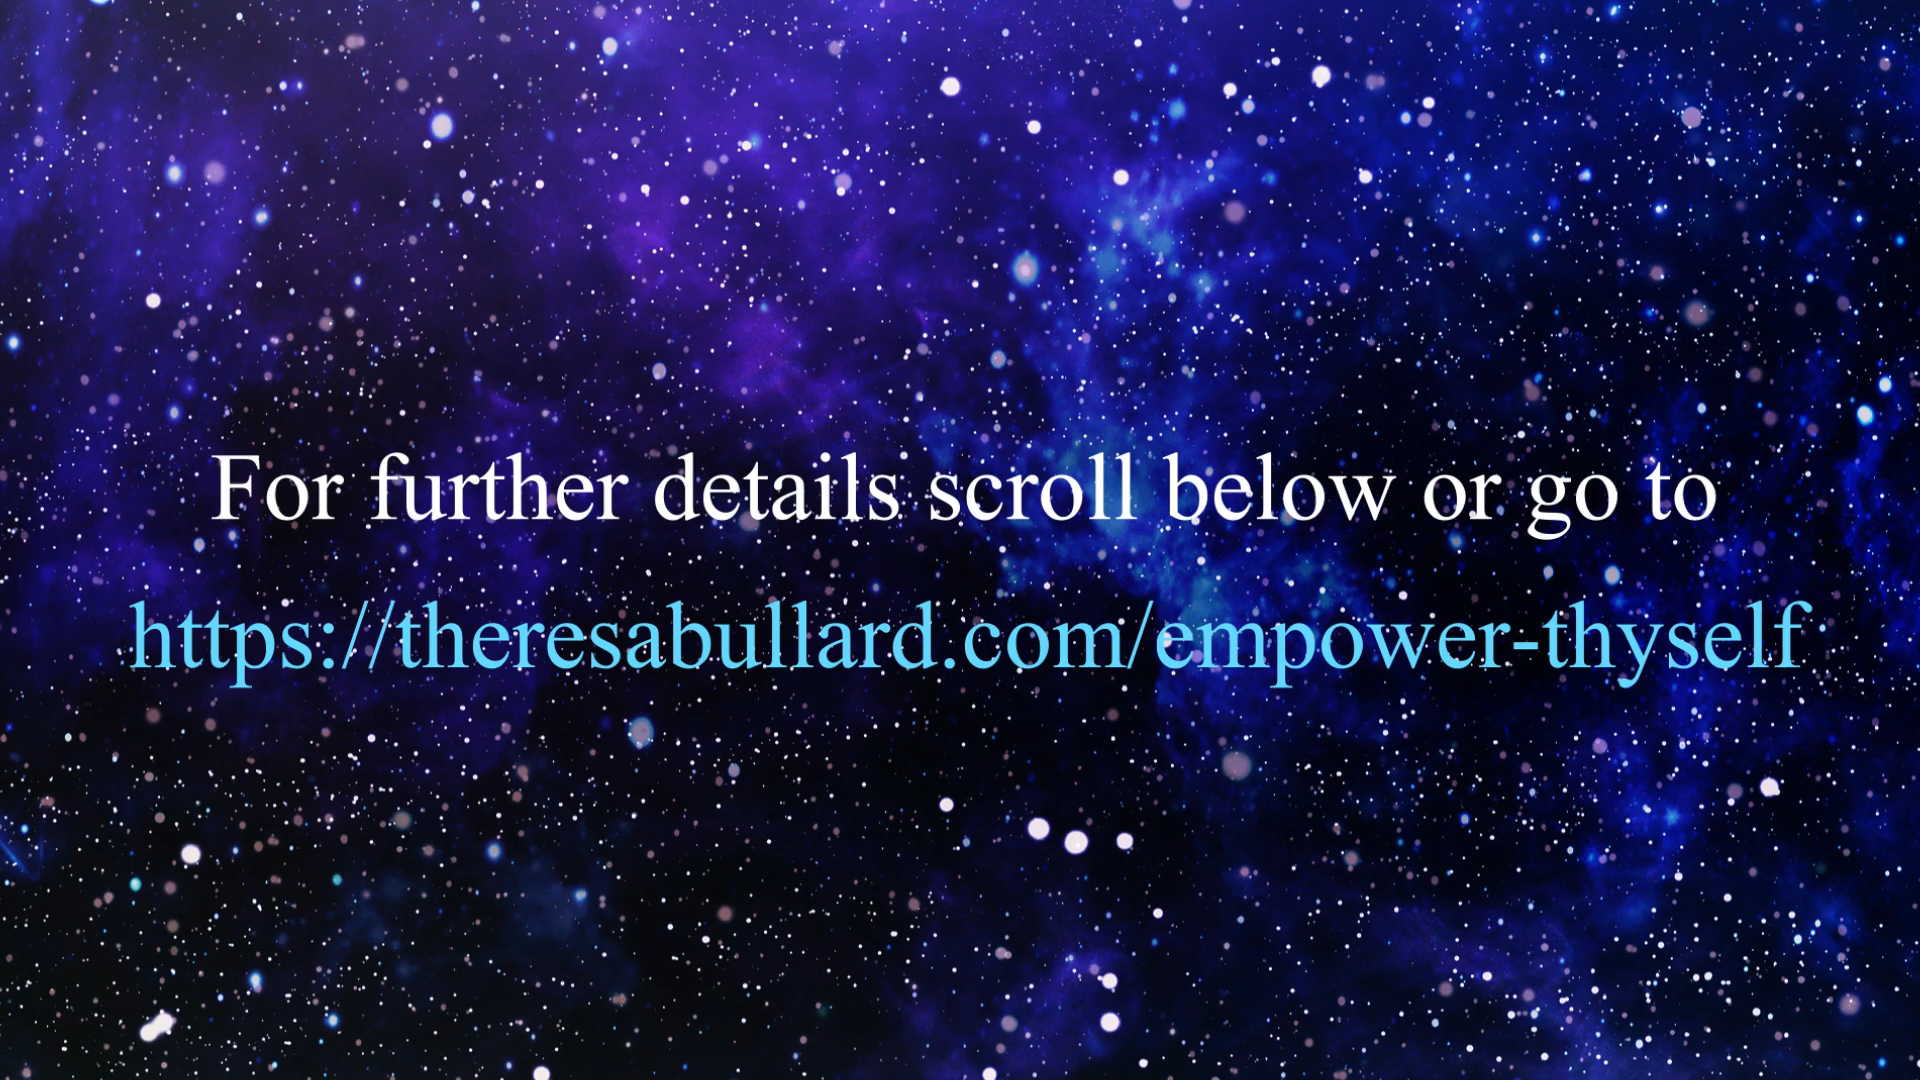 For further details scroll below or go to
https://theresabullard.com/empower-thyself